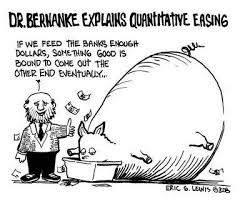 DR. BERNANKE EXPLAINS QUANTITATIVE EASING
IF WE FEED THE BANKS ENOUGH
DOLLARS, SOMETHING GOOD IS
BOUND TO COME OUT THE
OTHER END EVENTUALLY...
ERIC G. LEWIS ©